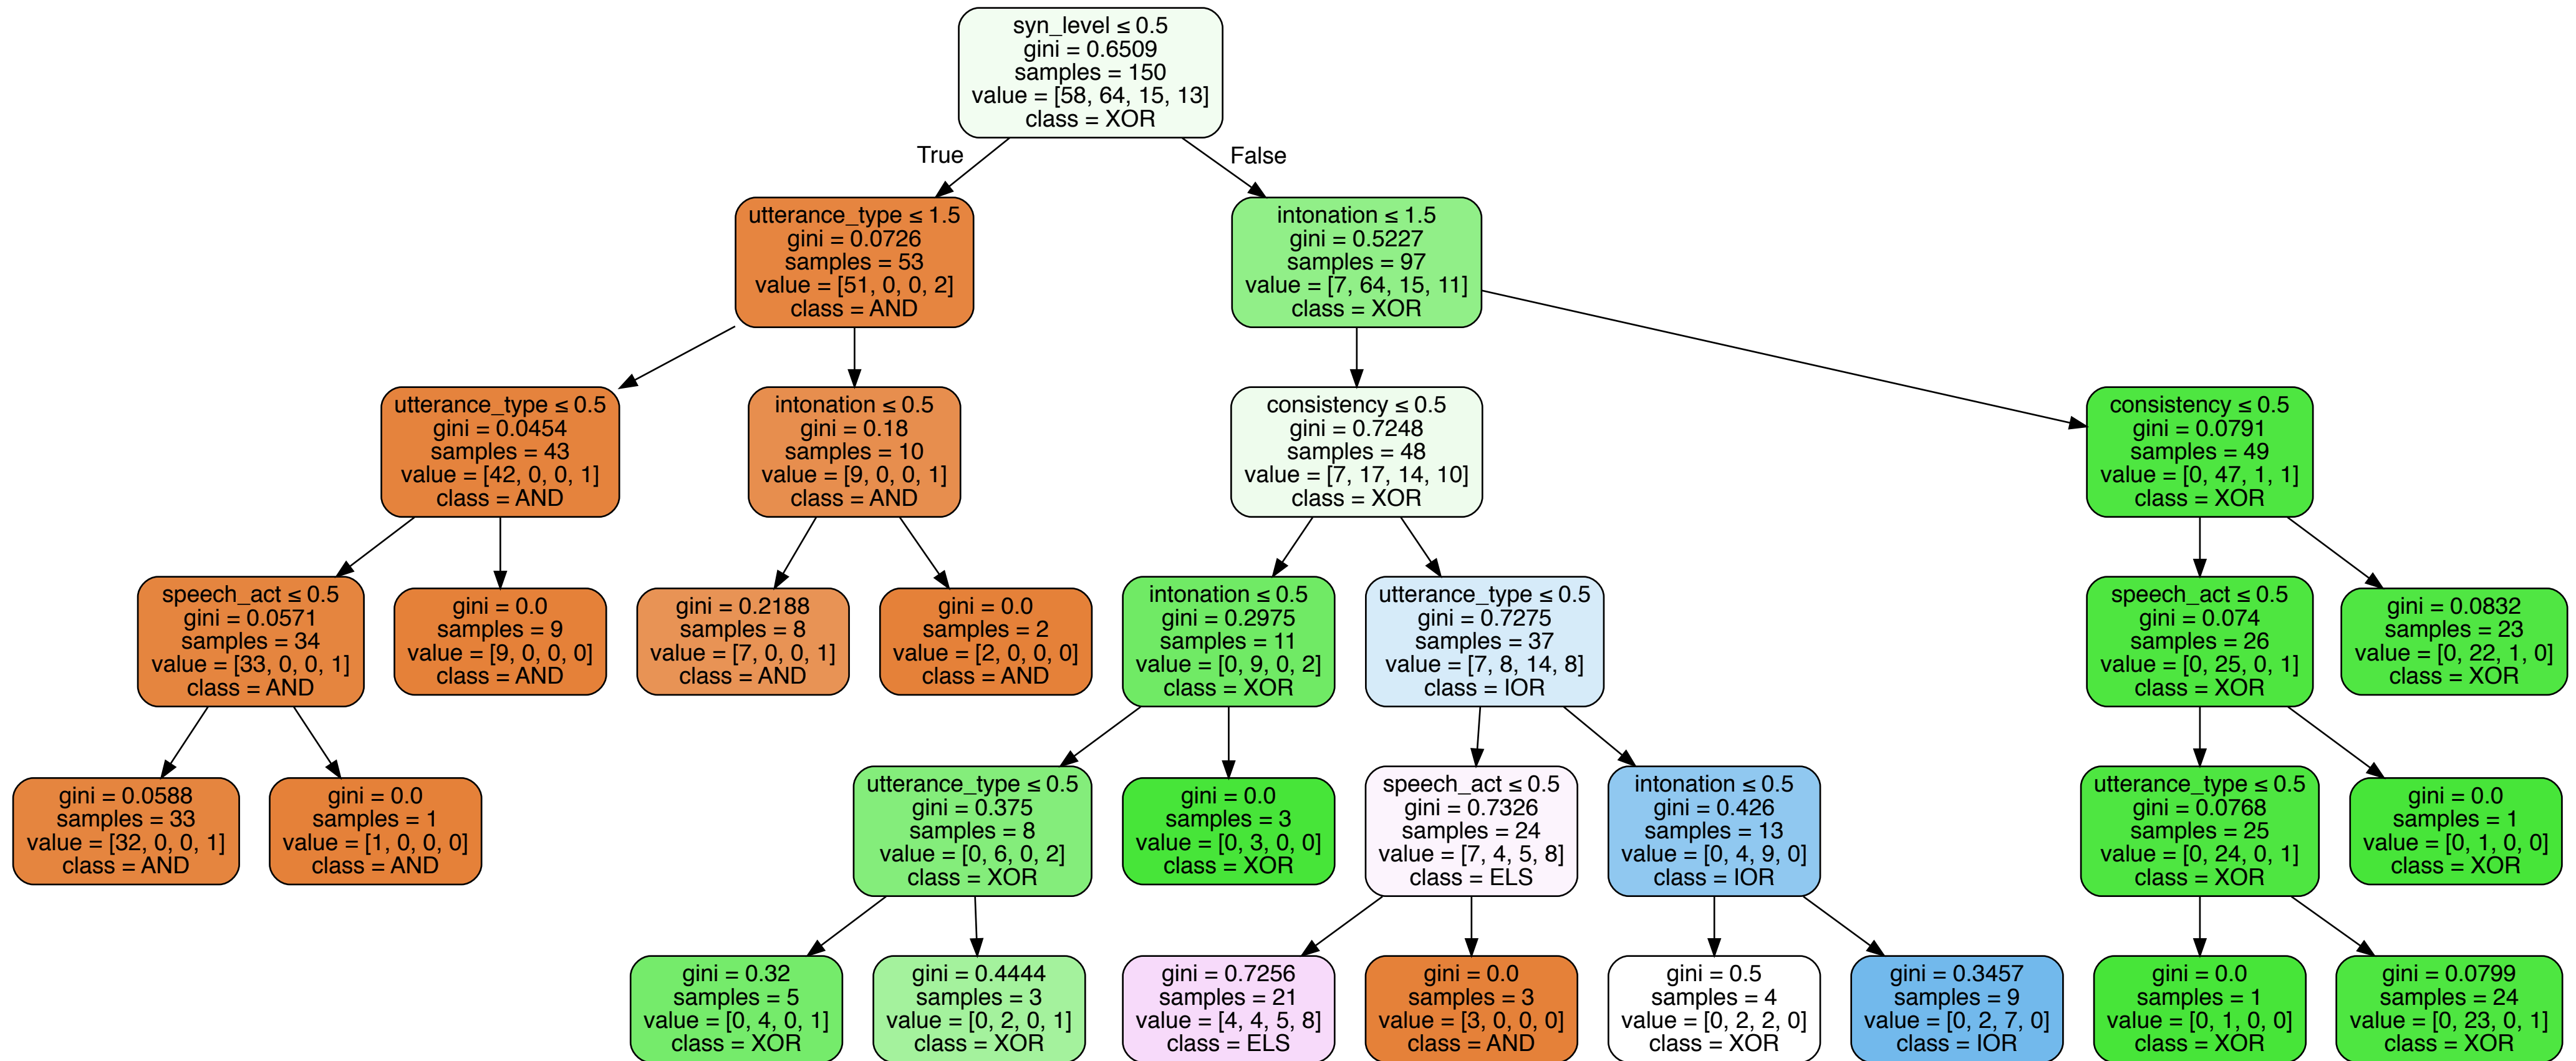 syn_level ≤ 0.5
gini = 0.6509
samples = 150
value = [58, 64, 15, 13]
class = XOR
True
False
utterance_type ≤ 1.5
gini = 0.0726
samples = 53
value = [51, 0, 0, 2]
class = AND
intonation ≤ 1.5
gini = 0.5227
samples = 97
value = [7, 64, 15, 11]
class = XOR
utterance_type ≤ 0.5
gini = 0.0454
samples = 43
value = [42, 0, 0, 1]
class = AND
intonation ≤ 0.5
gini = 0.18
samples = 10
value = [9, 0, 0, 1]
class = AND
consistency ≤ 0.5
gini = 0.7248
samples = 48
value = [7, 17, 14, 10]
class = XOR
consistency ≤ 0.5
gini = 0.0791
samples = 49
value = [0, 47, 1, 1]
class = XOR
speech_act ≤ 0.5
gini = 0.0571
samples = 34
value = [33, 0, 0, 1]
class = AND
gini = 0.0
samples = 9
value = [9, 0, 0, 0]
class = AND
gini = 0.2188
samples = 8
value = [7, 0, 0, 1]
class = AND
gini = 0.0
samples = 2
value = [2, 0, 0, 0]
class = AND
intonation ≤ 0.5
gini = 0.2975
samples = 11
value = [0, 9, 0, 2]
class = XOR
utterance_type ≤ 0.5
gini = 0.7275
samples = 37
value = [7, 8, 14, 8]
class = IOR
speech_act ≤ 0.5
gini = 0.074
samples = 26
value = [0, 25, 0, 1]
class = XOR
gini = 0.0832
samples = 23
value = [0, 22, 1, 0]
class = XOR
gini = 0.0588
samples = 33
value = [32, 0, 0, 1]
class = AND
gini = 0.0
samples = 1
value = [1, 0, 0, 0]
class = AND
utterance_type ≤ 0.5
gini = 0.375
samples = 8
value = [0, 6, 0, 2]
class = XOR
gini = 0.0
samples = 3
value = [0, 3, 0, 0]
class = XOR
speech_act ≤ 0.5
gini = 0.7326
samples = 24
value = [7, 4, 5, 8]
class = ELS
intonation ≤ 0.5
gini = 0.426
samples = 13
value = [0, 4, 9, 0]
class = IOR
utterance_type ≤ 0.5
gini = 0.0768
samples = 25
value = [0, 24, 0, 1]
class = XOR
gini = 0.0
samples = 1
value = [0, 1, 0, 0]
class = XOR
gini = 0.32
samples = 5
value = [0, 4, 0, 1]
class = XOR
gini = 0.4444
samples = 3
value = [0, 2, 0, 1]
class = XOR
gini = 0.7256
samples = 21
value = [4, 4, 5, 8]
class = ELS
gini = 0.0
samples = 3
value = [3, 0, 0, 0]
class = AND
gini = 0.5
samples = 4
value = [0, 2, 2, 0]
class = XOR
gini = 0.3457
samples = 9
value = [0, 2, 7, 0]
class = IOR
gini = 0.0
samples = 1
value = [0, 1, 0, 0]
class = XOR
gini = 0.0799
samples = 24
value = [0, 23, 0, 1]
class = XOR